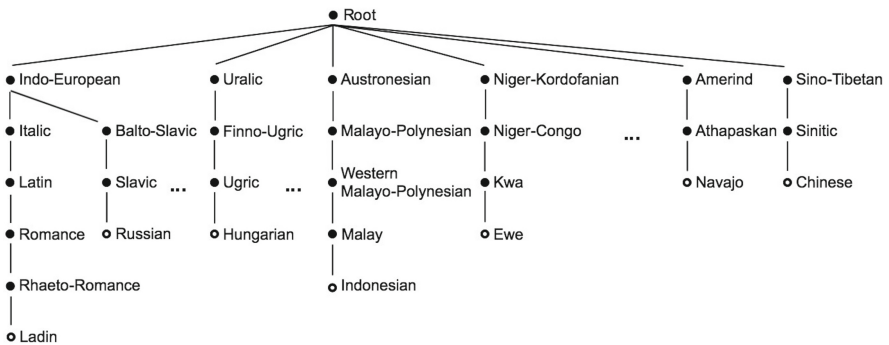 Root
Indo-European Uralic Austronesian Niger-Kordofanian Amerind Sino-Tibetan
Italic Balto-Slavic Finno-Ugric Malayo-Polynesian Niger-Congo ... Athapaskan Sinitic
Latin Slavic ... Ugric ... Western Malayo-Polynesian Kwa Navajo Chinese
Romance Russian Hungarian Malay Ewe
Rhaeto-Romance Indonesian
Ladin